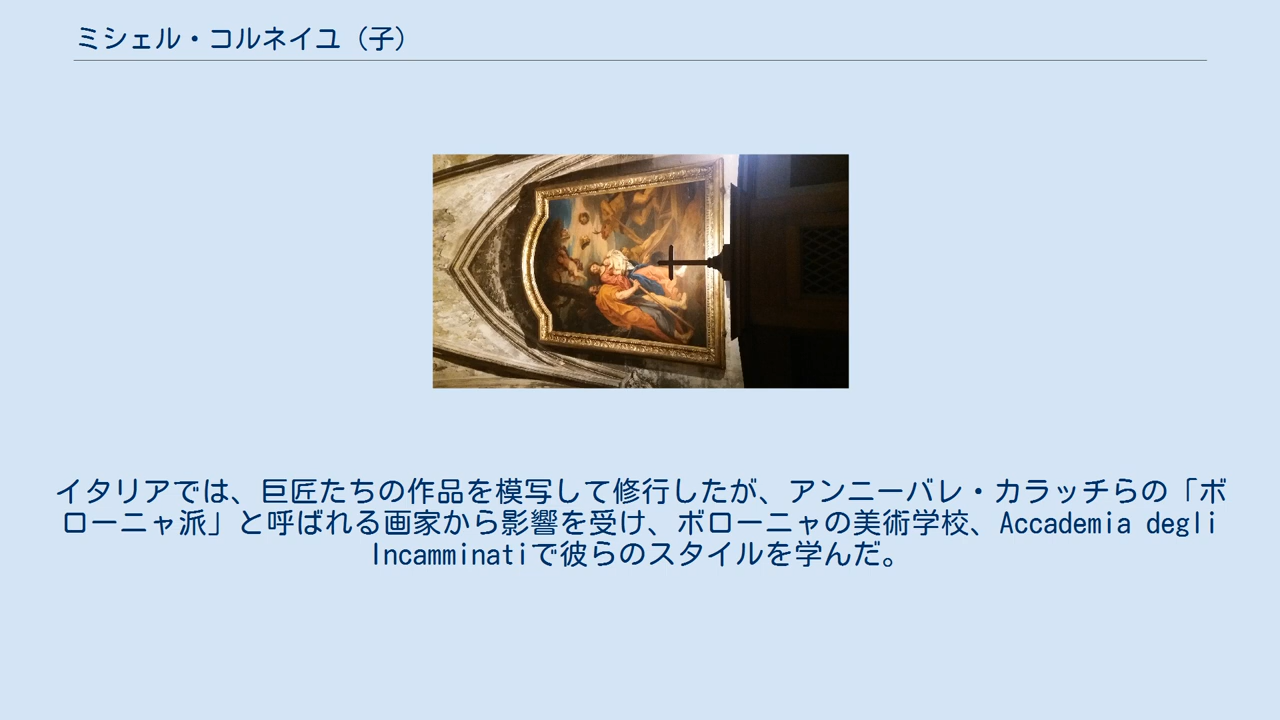 ミシェル・コルネイユ（子）
イタリアでは、巨匠たちの作品を模写して修行したが、アンニーバレ・カラッチらの「ボ
ローニャ派」と呼ばれる画家から影響を受け、ボローニャの美術学校、Accademia degli
Incamminatiで彼らのスタイルを学んだ。